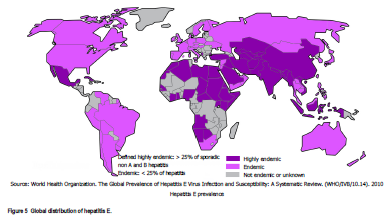 Defined highly endemic: > 25% of sporadic
non A and B hepatitis
Endemic: < 25% of hepatitis
Highly endemic
Endemic
Not endemic or unknown
Source: World Health Organization. The Global Prevalence of Hepatitis E Virus Infection and Susceptibility: A Systematic Review. (WHO/IVB/10.14). 2010
Hepatitis E prevalence
Figure 5 Global distribution of hepatitis E.